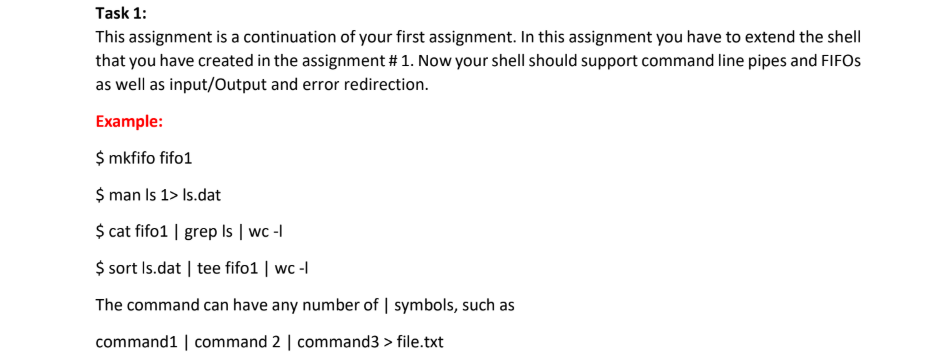 Task 1:
This assignment is a continuation of your first assignment. In this assignment you have to extend the shell
that you have created in the assignment # 1. Now your shell should support command line pipes and FIFOs
as well as input/Output and error redirection.
Example:
$ mkfifo fifo1
$ man ls 1> ls.dat
$ cat fifo1 | grep ls | wc -l
$ sort ls.dat | tee fifo1 | wc -l
The command can have any number of | symbols, such as
command1 | command 2 | command3 > file.txt